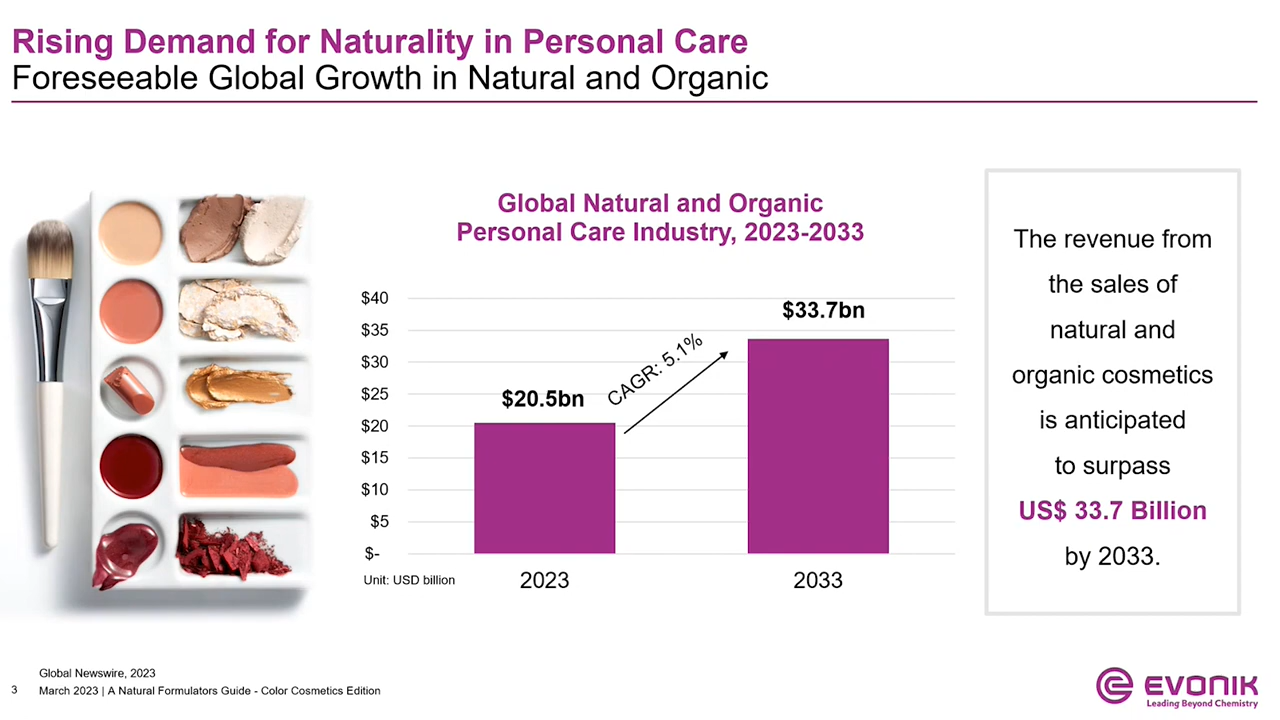 Rising Demand for Naturality in Personal Care
Foreseeable Global Growth in Natural and Organic
Global Natural and Organic
Personal Care Industry, 2023-2033
$40
$35
$30
$25
$20
$15
$10
$5
$-
$20.5bn
CAGR: 5.1%
$33.7bn
Unit: USD billion
2023
2033
The revenue from
the sales of
natural and
organic cosmetics
is anticipated
to surpass
US$ 33.7 Billion
by 2033.
Global Newswire, 2023
3
March 2023 | A Natural Formulators Guide - Color Cosmetics Edition
EVONIK
Leading Beyond Chemistry